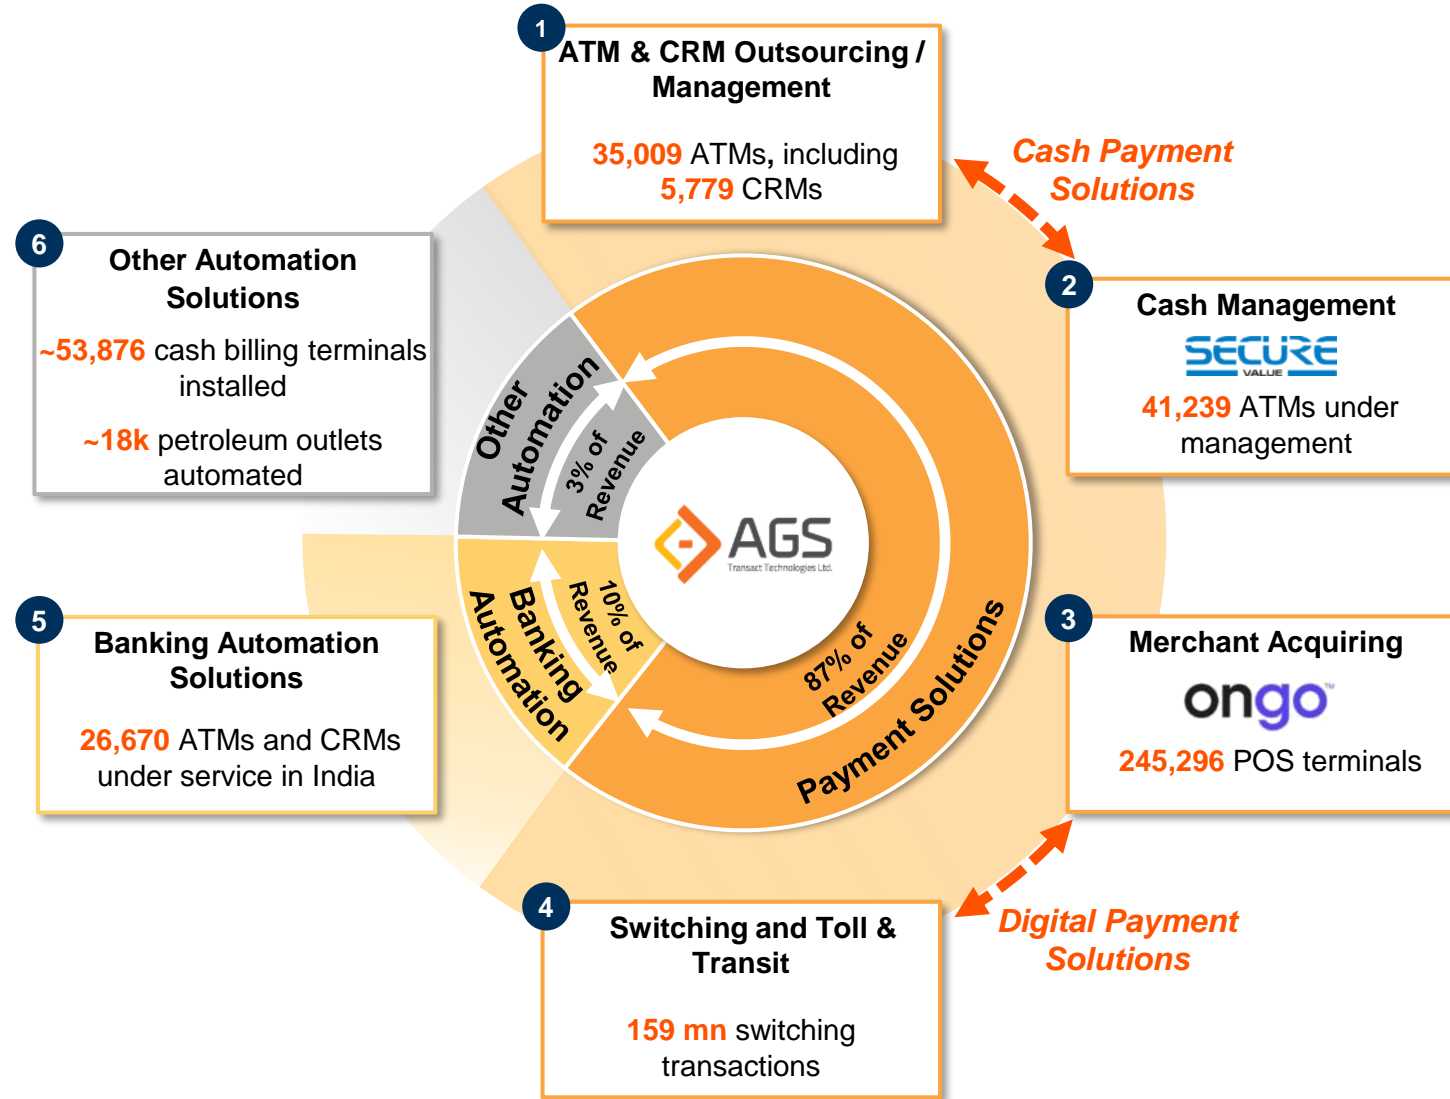 1
ATM & CRM Outsourcing /
Management
35,009 ATMs, including
5,779 CRMs
Cash Payment
Solutions
2
Cash Management
SECURE
VALUE
41,239 ATMs under
management
3
Merchant Acquiring
ongo™
245,296 POS terminals
Digital Payment
Solutions
4
Switching and Toll &
Transit
159 mn switching
transactions
5
Banking Automation
Solutions
26,670 ATMs and CRMs
under service in India
6
Other Automation
Solutions
~53,876 cash billing terminals
installed
~18k petroleum outlets
automated
Other
Automation
3% of
Revenue
Banking
Automation
10% of
Revenue
87% of
Revenue
Payment Solutions
AGS
Transact Technologies Ltd.